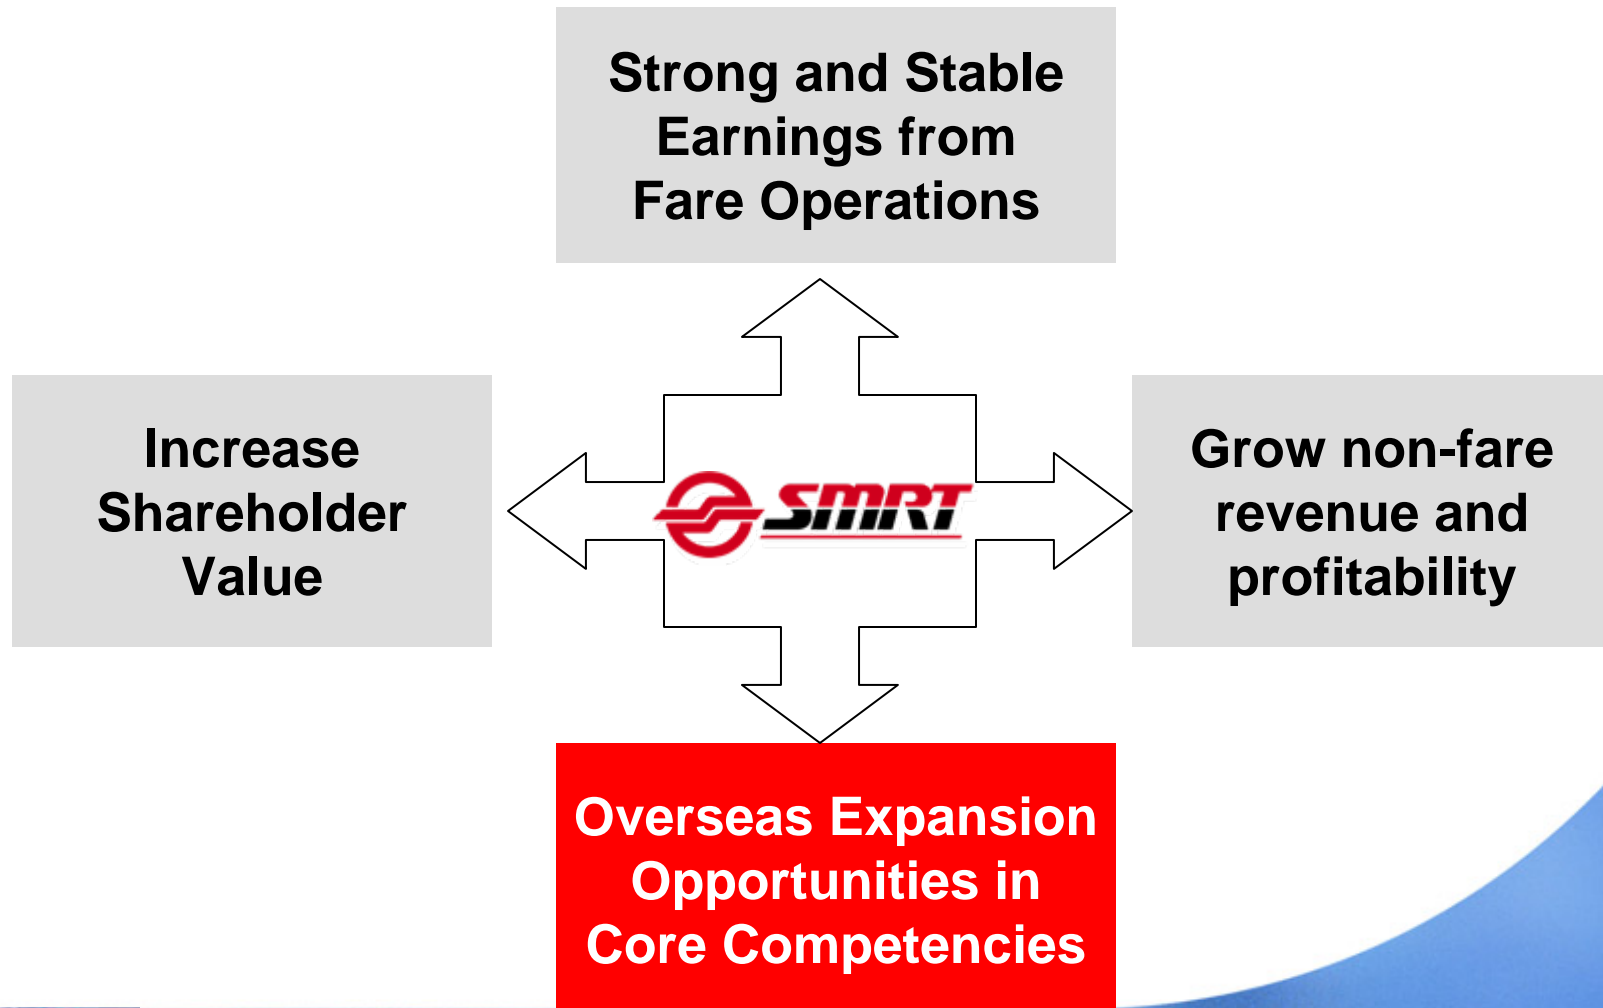 Strong and Stable
Earnings from
Fare Operations
Increase
Shareholder
Value
SMRT
Grow non-fare
revenue and
profitability
Overseas Expansion
Opportunities in
Core Competencies